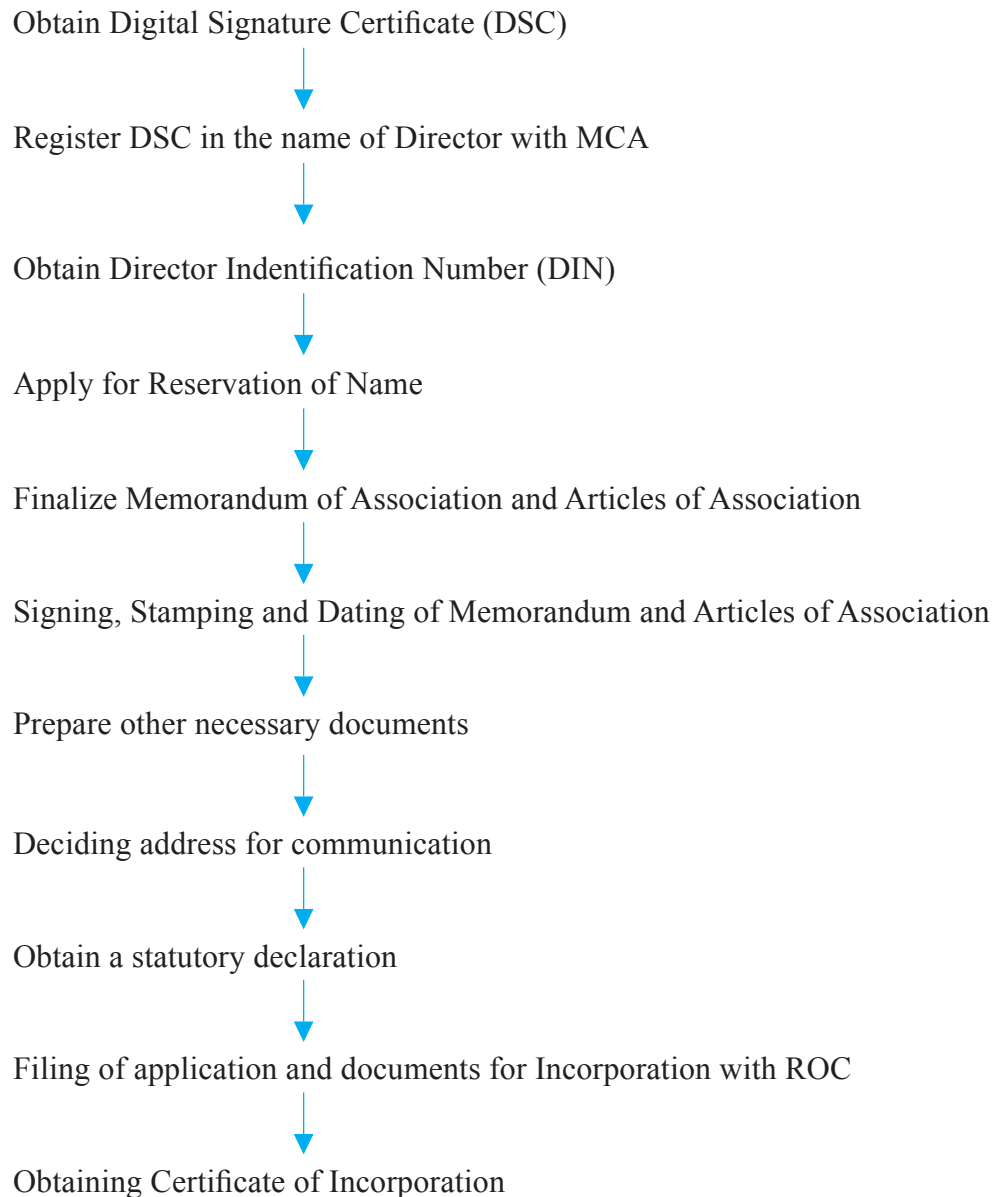 Obtain Digital Signature Certificate (DSC)
Register DSC in the name of Director with MCA
Obtain Director Indentification Number (DIN)
Apply for Reservation of Name
Finalize Memorandum of Association and Articles of Association
Signing, Stamping and Dating of Memorandum and Articles of Association
Prepare other necessary documents
Deciding address for communication
Obtain a statutory declaration
Filing of application and documents for Incorporation with ROC
Obtaining Certificate of Incorporation